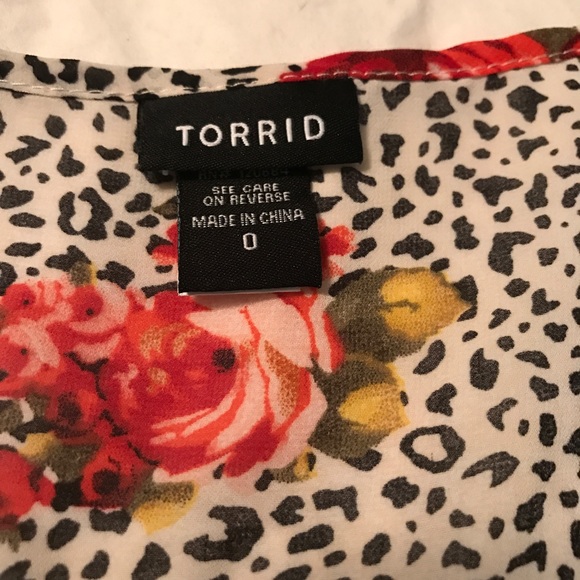 TORRID
SEE CARE
ON REVERSE
MADE IN CHINA
0